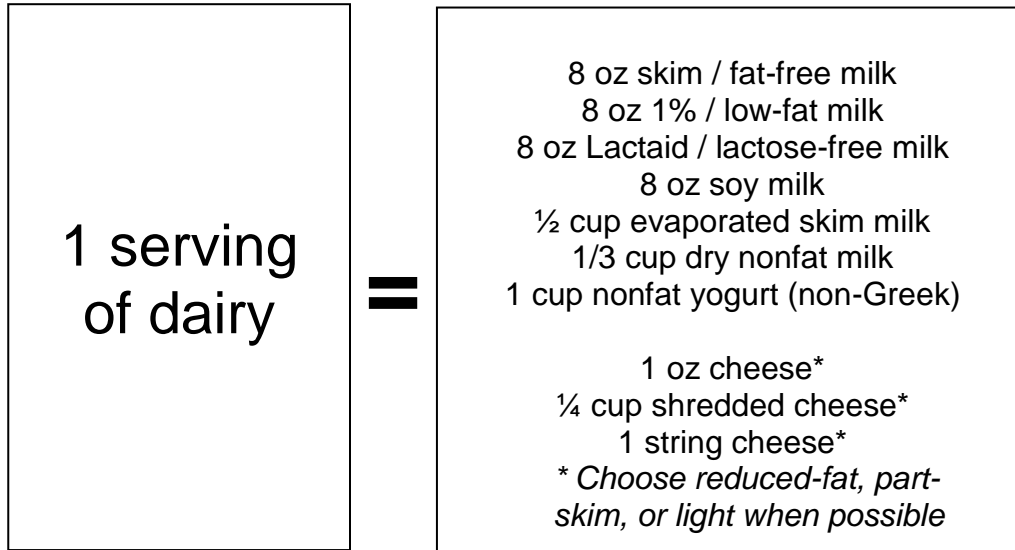 1 serving
of dairy
=
8 oz skim / fat-free milk
8 oz 1% / low-fat milk
8 oz Lactaid / lactose-free milk
8 oz soy milk
½ cup evaporated skim milk
1/3 cup dry nonfat milk
1 cup nonfat yogurt (non-Greek)
1 oz cheese*
¼ cup shredded cheese*
1 string cheese*
* Choose reduced-fat, part-
skim, or light when possible